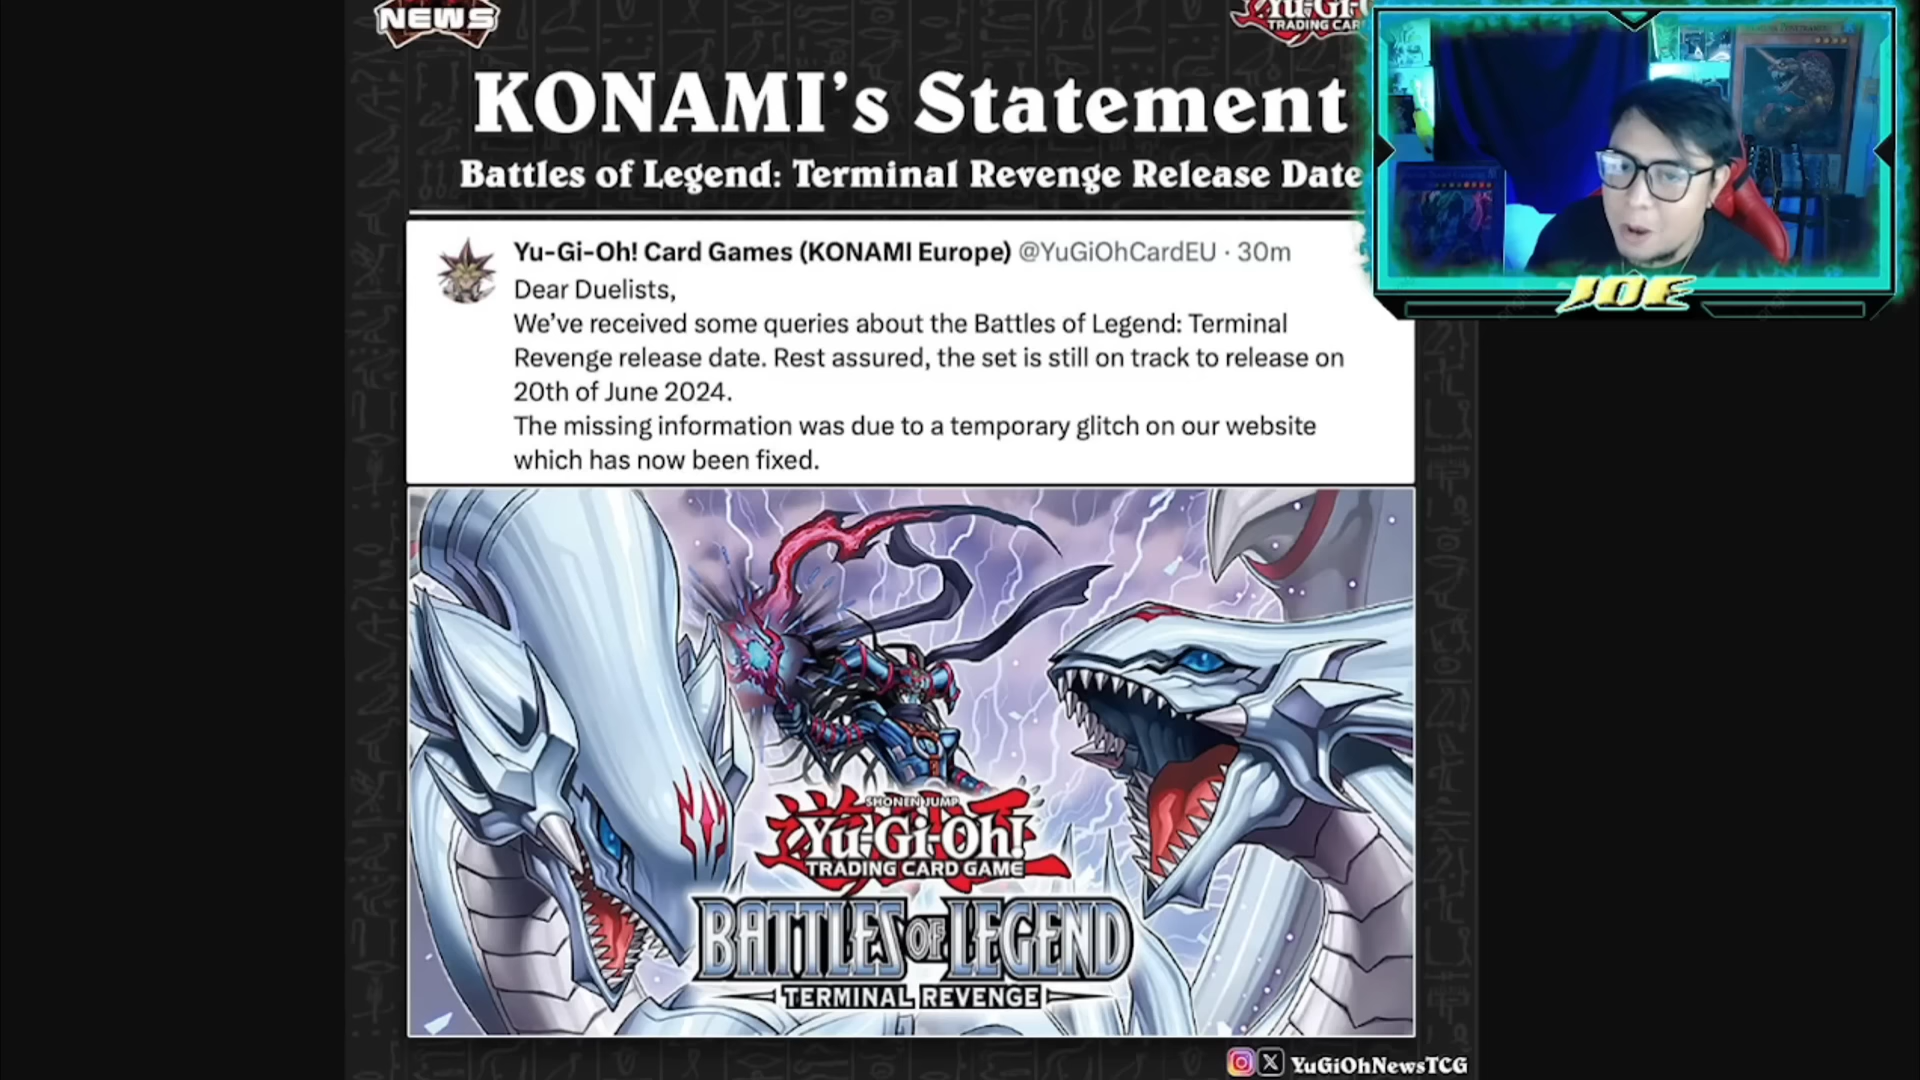 NEWS
Yu-Gi-O
TRADING CAR
KONAMI's Statement
Battles of Legend: Terminal Revenge Release Date
Yu-Gi-Oh! Card Games (KONAMI Europe) @YuGiOhCardEU · 30m
Dear Duelists,
We've received some queries about the Battles of Legend: Terminal
Revenge release date. Rest assured, the set is still on track to release on
20th of June 2024.
The missing information was due to a temporary glitch on our website
which has now been fixed.
JOE
SHONEN JUMP
Yu-Gi-Oh!
TRADING CARD GAME
BATTLES OF LEGEND
TERMINAL REVENGE
YuGiOhNewsTCG